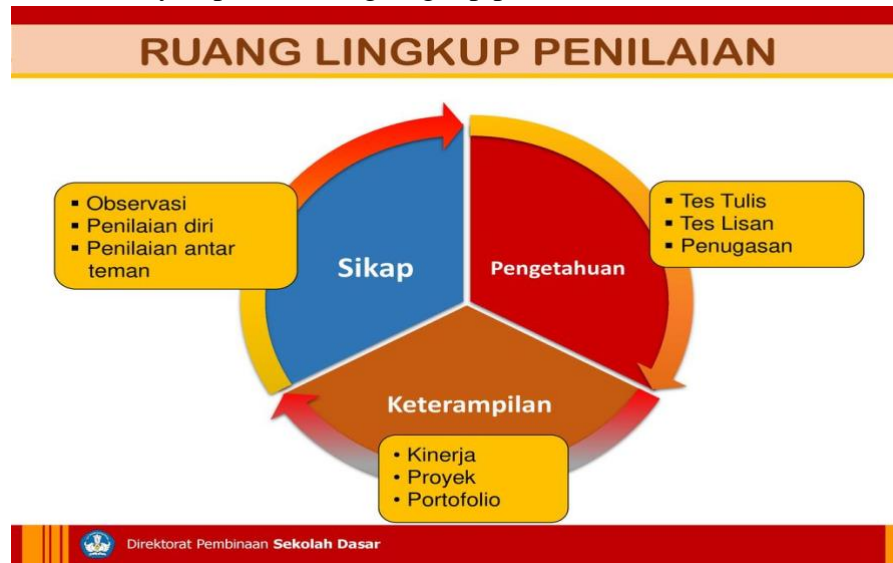 RUANG LINGKUP PENILAIAN
▪ Observasi
▪ Penilaian diri
▪ Penilaian antar
teman
Sikap
Pengetahuan
▪ Tes Tulis
▪ Tes Lisan
▪ Penugasan
Keterampilan
• Kinerja
• Proyek
• Portofolio
Direktorat Pembinaan Sekolah Dasar